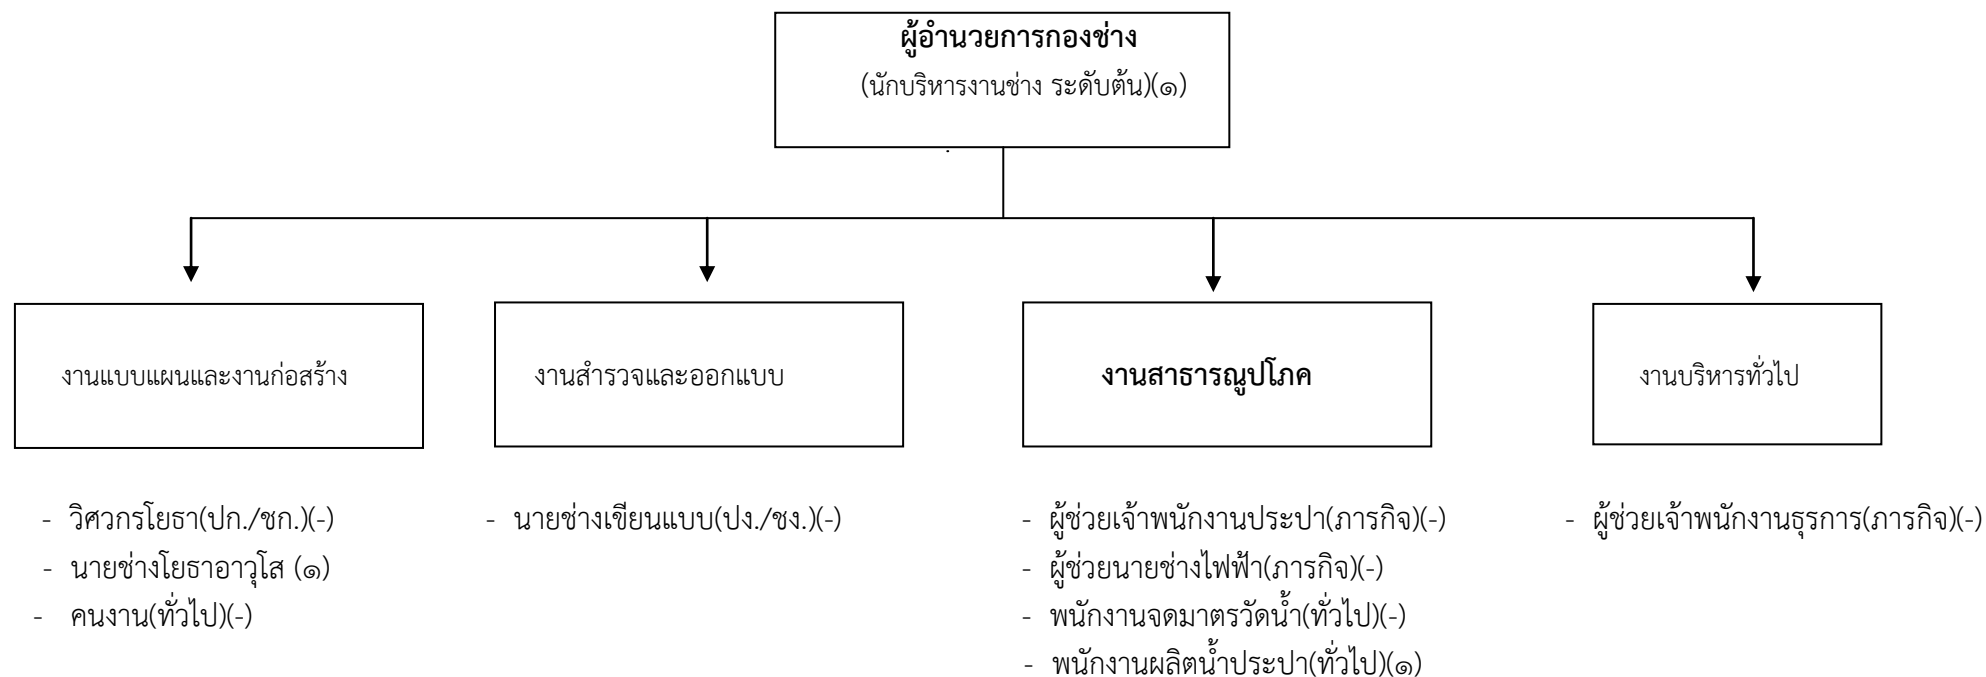 ผู้อำนวยการกองช่าง
(นักบริหารงานช่าง ระดับต้น)(๑)
งานแบบแผนและงานก่อสร้าง
งานสำรวจและออกแบบ
งานสาธารณูปโภค
งานบริหารทั่วไป
- วิศวกรโยธา(ปก./ชก.)(-)
- นายช่างโยธาอาวุโส (๑)
- คนงาน(ทั่วไป)(-)
- นายช่างเขียนแบบ(ปง./ชง.)(-)
- ผู้ช่วยเจ้าพนักงานประปา(ภารกิจ)(-)
- ผู้ช่วยนายช่างไฟฟ้า(ภารกิจ)(-)
- พนักงานจดมาตรวัดน้ำ(ทั่วไป)(-)
- พนักงานผลิตน้ำประปา(ทั่วไป)(๑)
- ผู้ช่วยเจ้าพนักงานธุรการ(ภารกิจ)(-)